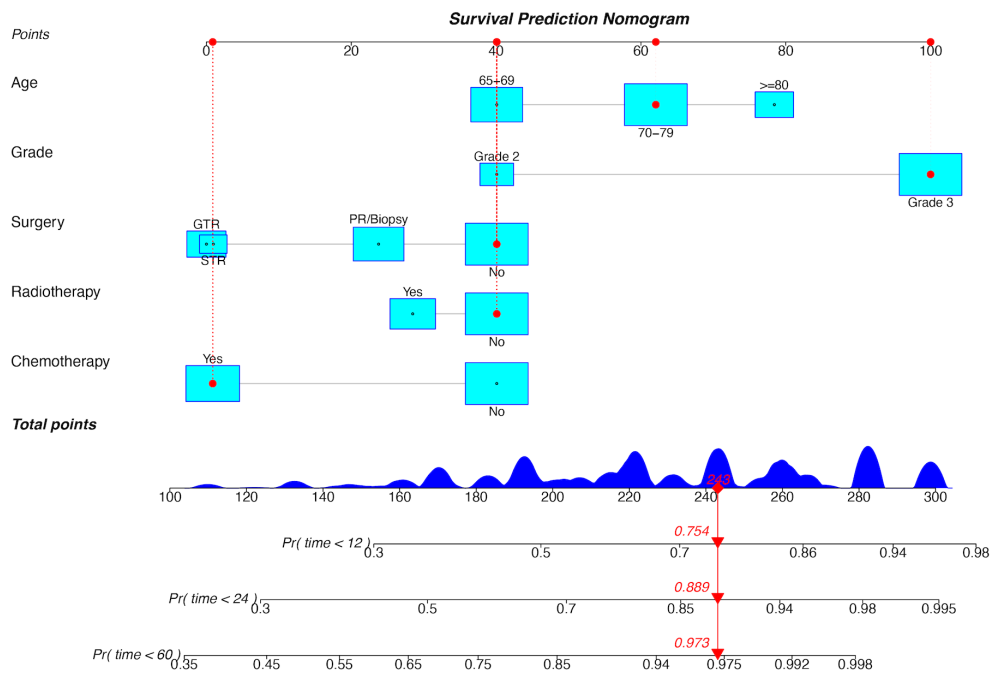 Survival Prediction Nomogram
Points
0 20 40 60 80 100
Age
65−69
70−79
>=80
Grade
Grade 2
Grade 3
Surgery
GTR
STR
PR/Biopsy
No
Radiotherapy
Yes
No
Chemotherapy
Yes
No
Total points
243
100 120 140 160 180 200 220 240 260 280 300
0.754
Pr( time < 12 )
0.3 0.5 0.7 0.86 0.94 0.98
0.889
Pr( time < 24 )
0.3 0.5 0.7 0.85 0.94 0.98 0.995
0.973
Pr( time < 60 )
0.35 0.45 0.55 0.65 0.75 0.85 0.94 0.975 0.992 0.998